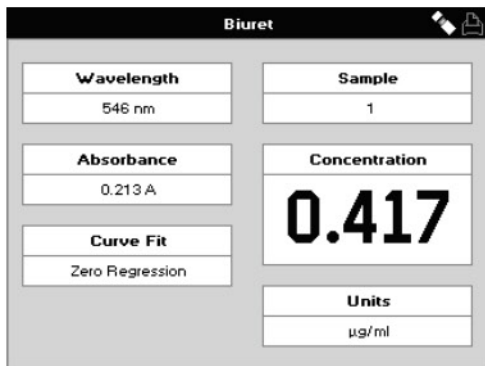 Biuret
Wavelength
546 nm
Sample
1
Absorbance
0.213 A
Concentration
0.417
Curve Fit
Zero Regression
Units
µg/ml